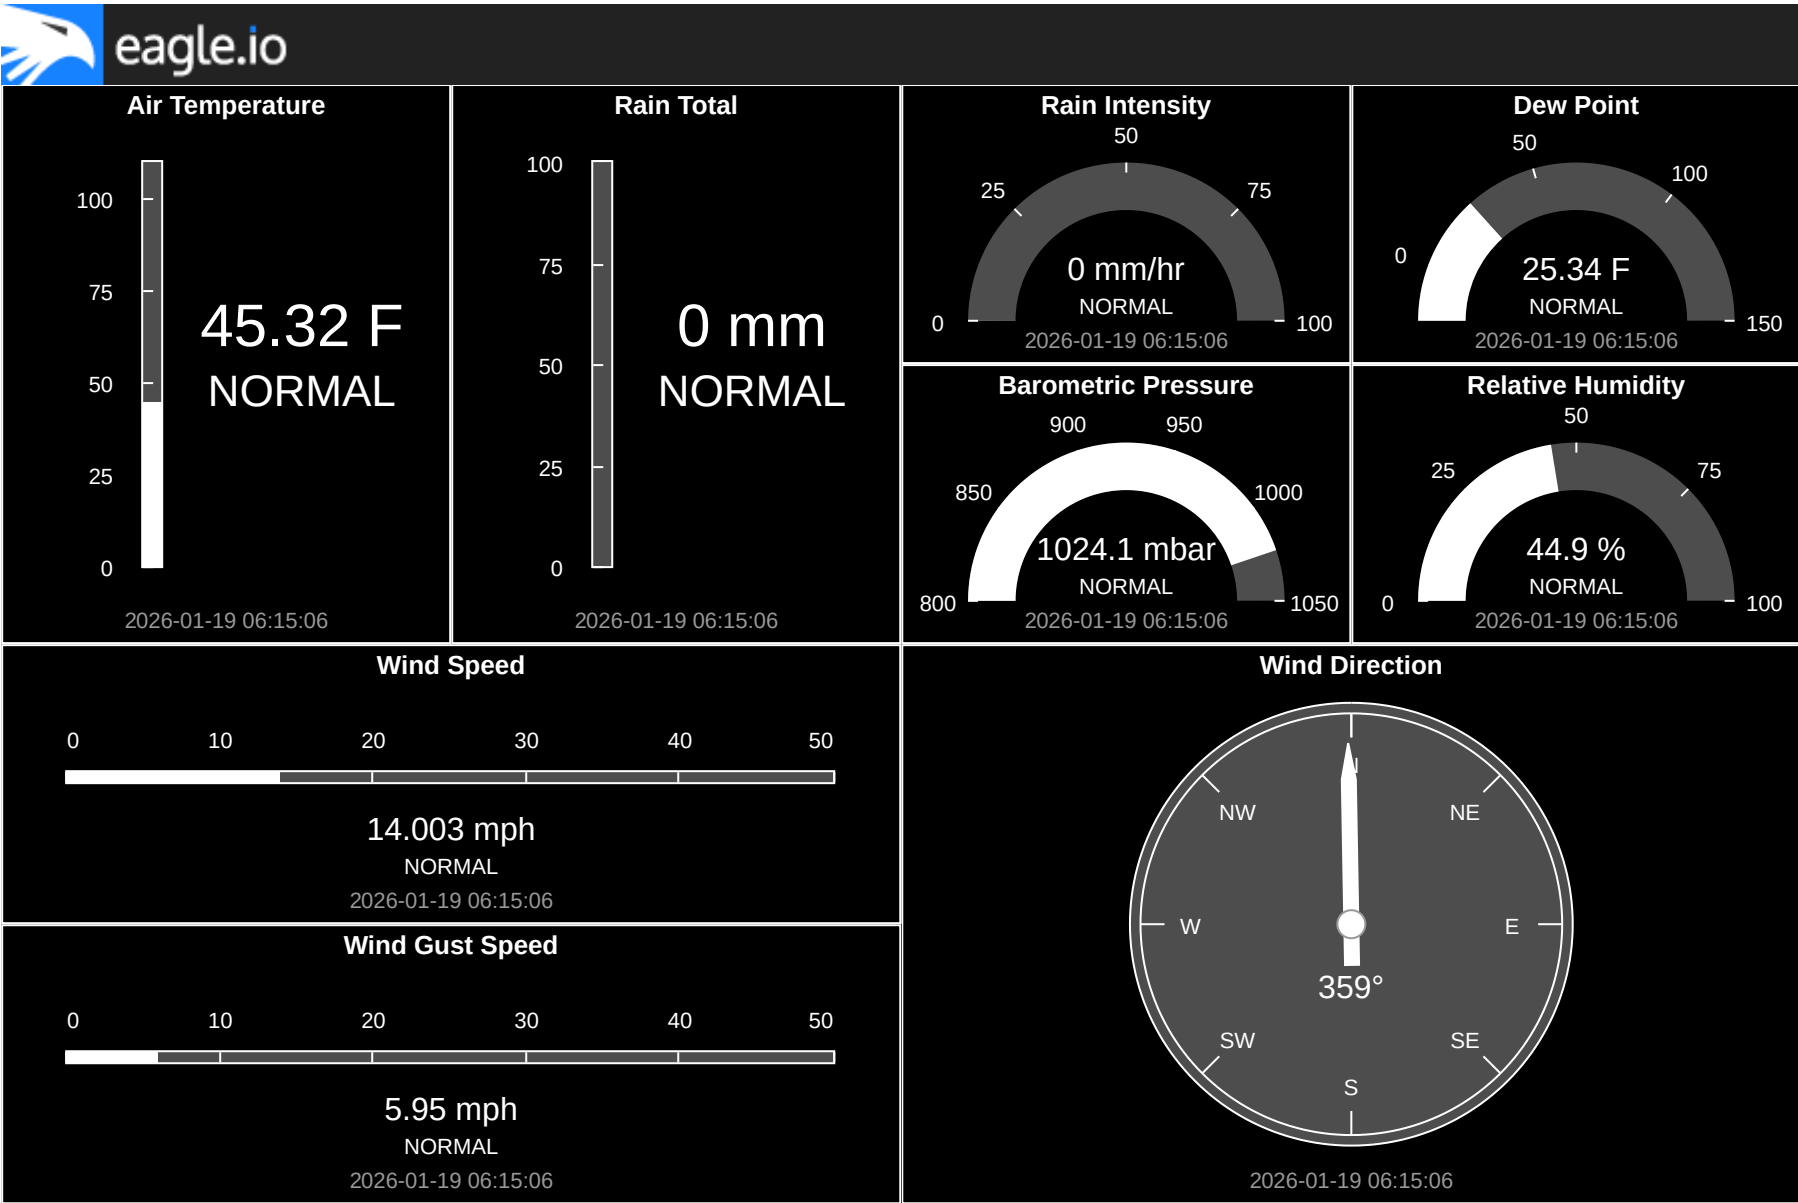 eagle.io
Air Temperature
100
75
50
25
0
45.32 F
NORMAL
2026-01-19 06:15:06
Rain Total
100
75
50
25
0
0 mm
NORMAL
2026-01-19 06:15:06
Rain Intensity
50
25
75
0
100
0 mm/hr
NORMAL
2026-01-19 06:15:06
Dew Point
50
100
0
150
25.34 F
NORMAL
2026-01-19 06:15:06
Barometric Pressure
900
950
850
1000
800
1050
1024.1 mbar
NORMAL
2026-01-19 06:15:06
Relative Humidity
50
25
75
0
100
44.9 %
NORMAL
2026-01-19 06:15:06
Wind Speed
0 10 20 30 40 50
14.003 mph
NORMAL
2026-01-19 06:15:06
Wind Gust Speed
0 10 20 30 40 50
5.95 mph
NORMAL
2026-01-19 06:15:06
Wind Direction
NW NE
W E
359°
SW SE
S
2026-01-19 06:15:06